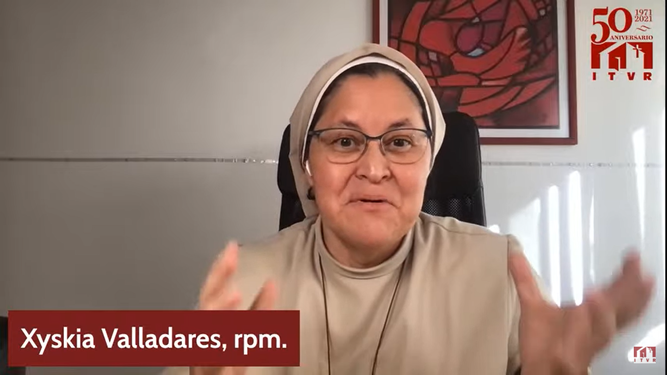 50 1971
2021
ANIVERSARIO
ITVR
Xyskia Valladares, rpm.
ITVR